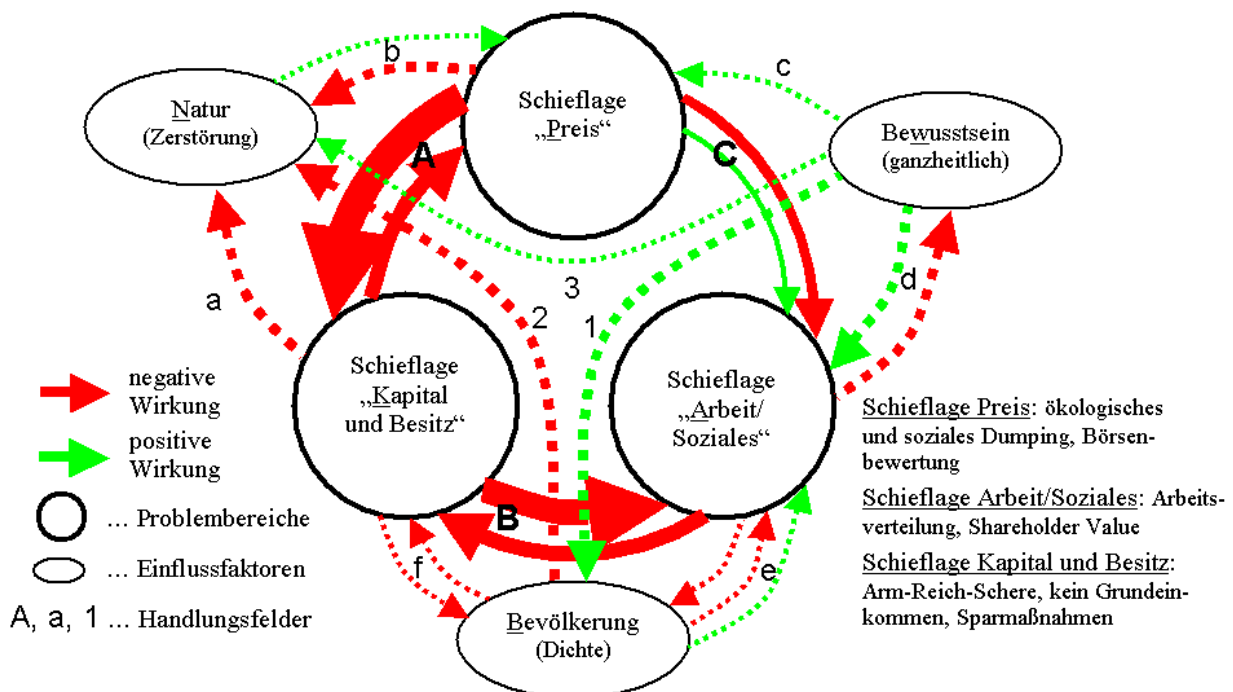 b
c
Schieflage
„Preis“
Natur
(Zerstörung)
Bewusstsein
(ganzheitlich)
A
C
a
d
3
2
1
Schieflage
„Kapital
und Besitz“
Schieflage
„Arbeit/
Soziales“
negative
Wirkung
positive
Wirkung
... Problembereiche
... Einflussfaktoren
A, a, 1 ... Handlungsfelder
B
f
e
Bevölkerung
(Dichte)
Schieflage Preis: ökologisches
und soziales Dumping, Börsen-
bewertung
Schieflage Arbeit/Soziales: Arbeits-
verteilung, Shareholder Value
Schieflage Kapital und Besitz:
Arm-Reich-Schere, kein Grundein-
kommen, Sparmaßnahmen